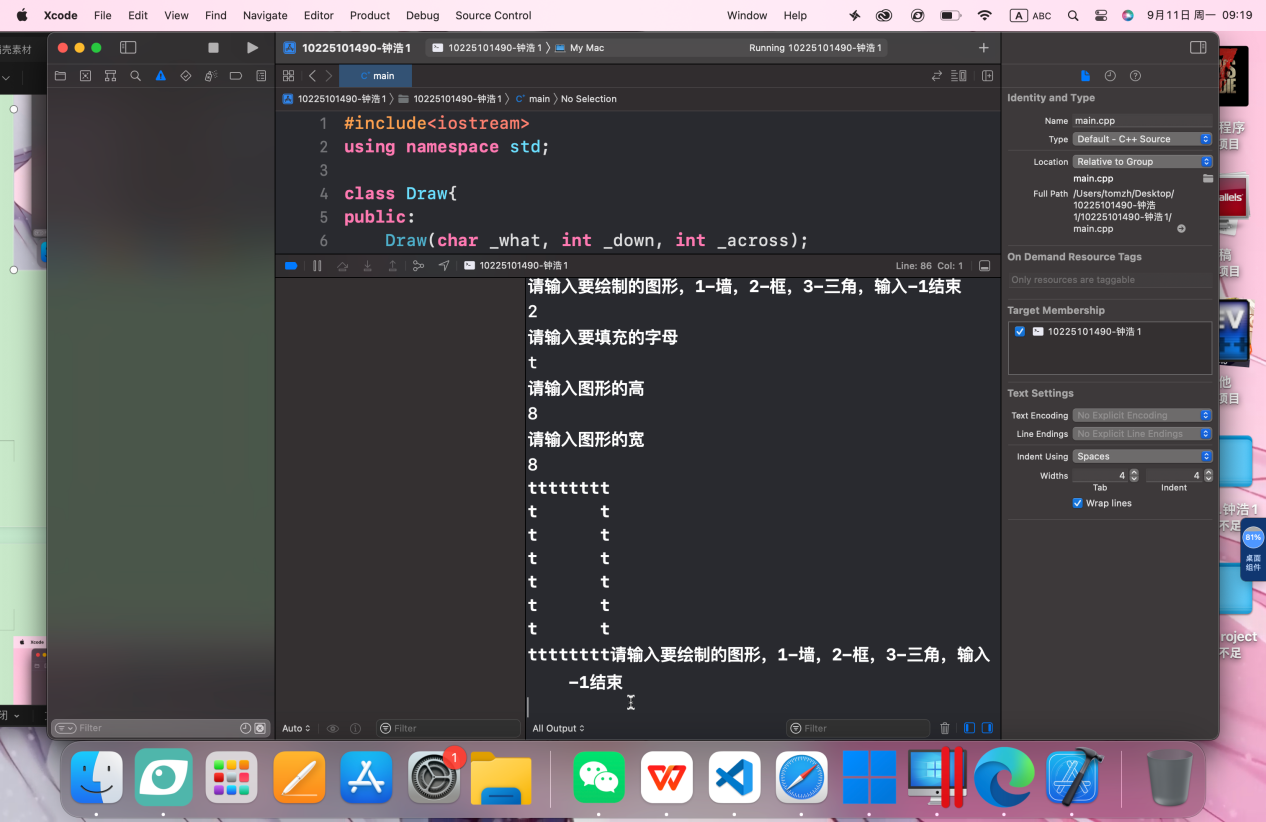 Xcode File Edit View Find Navigate Editor Product Debug Source Control Window Help A ABC 9月11日 周一 09:19
10225101490-钟浩1 10225101490-钟浩1 〉 My Mac Running 10225101490-钟浩1
C⁺ main
10225101490-钟浩1 〉 10225101490-钟浩1 〉 C⁺ main 〉 No Selection
1 #include<iostream>
2 using namespace std;
3
4 class Draw{
5 public:
6 Draw(char _what, int _down, int _across);
10225101490-钟浩1 Line: 86 Col: 1
请输入要绘制的图形，1-墙，2-框，3-三角，输入-1结束
2
请输入要填充的字母
t
请输入图形的高
8
请输入图形的宽
8
tttttttt
t      t
t      t
t      t
t      t
t      t
t      t
tttttttt请输入要绘制的图形，1-墙，2-框，3-三角，输入
-1结束
Filter
Auto Filter
All Output Filter
Identity and Type
Name main.cpp
Type Default - C++ Source
Location Relative to Group
main.cpp
Full Path /Users/tomzh/Desktop/
10225101490-钟浩
1/10225101490-钟浩1/
main.cpp
On Demand Resource Tags
Only resources are taggable
Target Membership
10225101490-钟浩1
Text Settings
Text Encoding No Explicit Encoding
Line Endings No Explicit Line Endings
Indent Using Spaces
Widths 4 4
Tab Indent
Wrap lines
壳素材
程序
项目
allels
稿
项目
EV
C++
他
项目
钟浩1
不足
81%
桌面
组件
roject
不足
Xcode
1